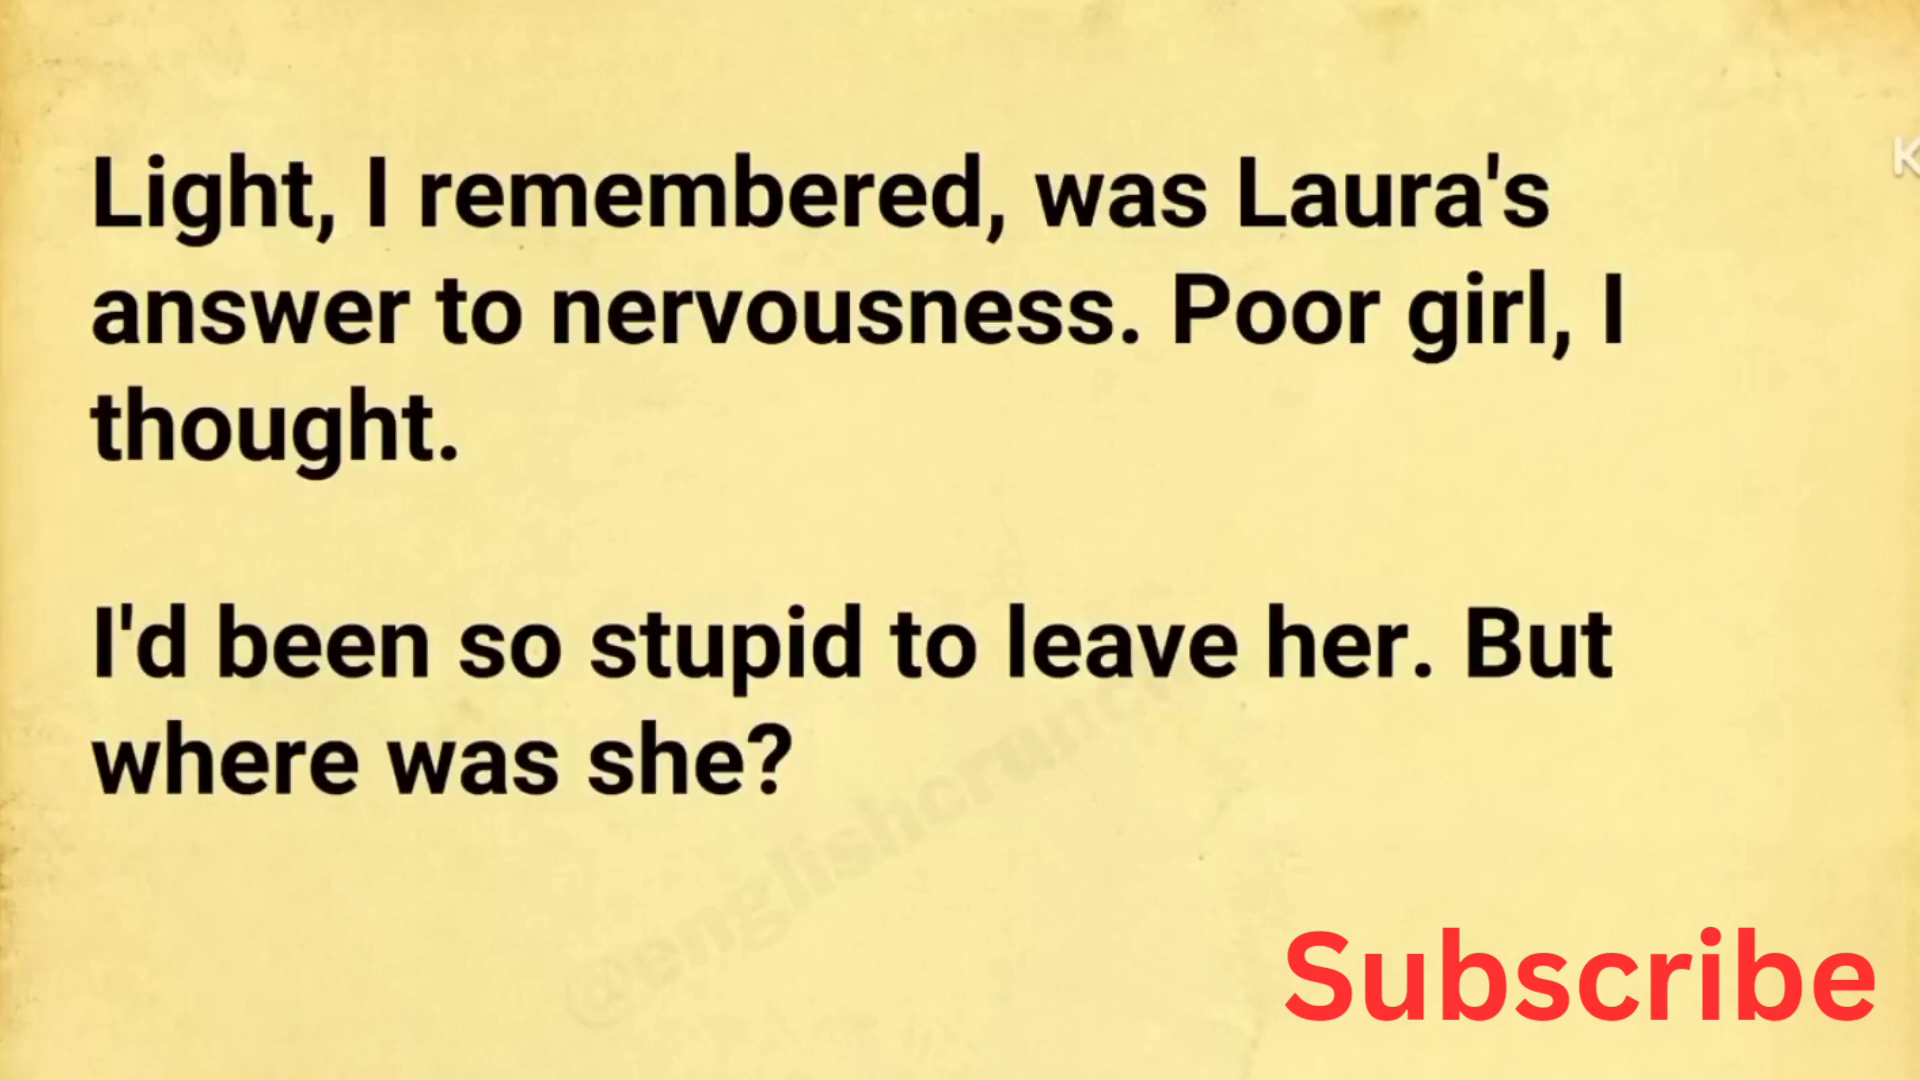 Light, I remembered, was Laura's
answer to nervousness. Poor girl, I
thought.
I'd been so stupid to leave her. But
where was she?
@englishcrunch
Subscribe